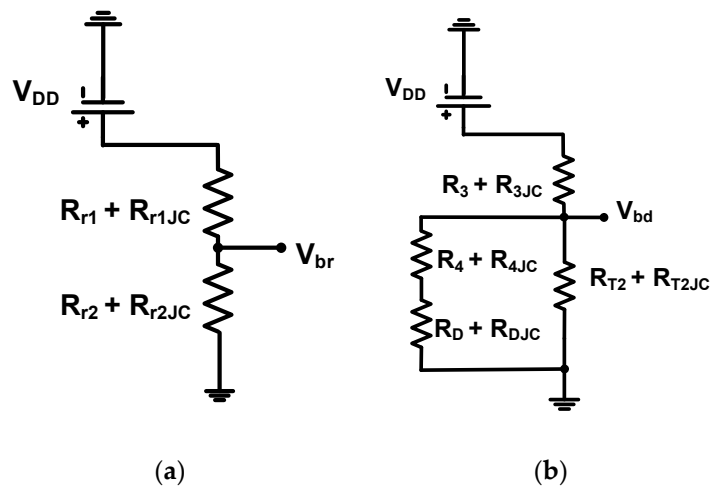 V_DD
R_r1 + R_r1JC
V_br
R_r2 + R_r2JC
(a)
V_DD
R_3 + R_3JC
V_bd
R_4 + R_4JC
R_T2 + R_T2JC
R_D + R_DJC
(b)